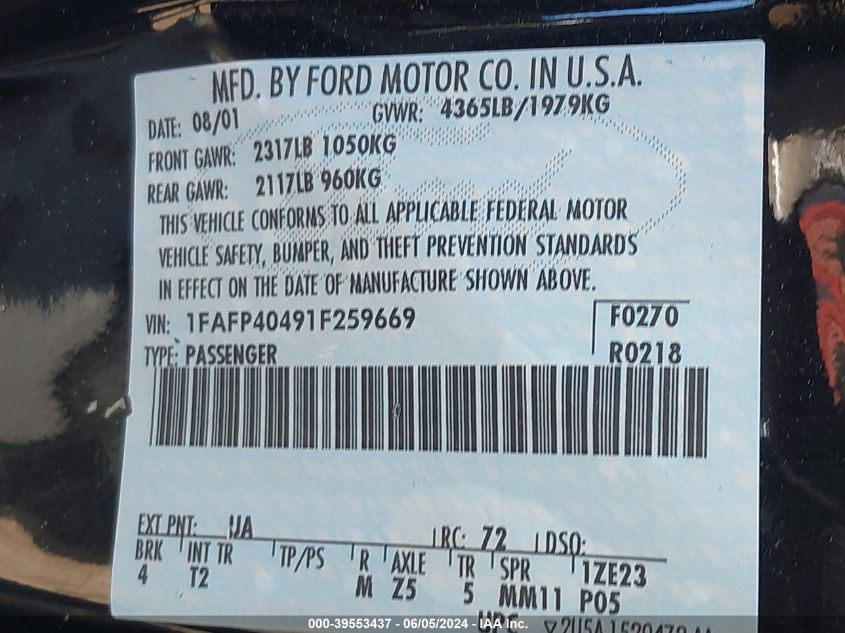 MFD. BY FORD MOTOR CO. IN U.S.A.
DATE: 08/01 GVWR: 4365LB/1979KG
FRONT GAWR: 2317LB 1050KG
REAR GAWR: 2117LB 960KG
THIS VEHICLE CONFORMS TO ALL APPLICABLE FEDERAL MOTOR
VEHICLE SAFETY, BUMPER, AND THEFT PREVENTION STANDARDS
IN EFFECT ON THE DATE OF MANUFACTURE SHOWN ABOVE.
VIN: 1FAFP40491F259669 F0270
TYPE: PASSENGER R0218
EXT PNT: UA RC: 72 DSO:
BRK INT TR TP/PS R AXLE TR SPR 1ZE23
4 T2 M Z5 5 MM11 P05
UPC
000-39553437 - 06/05/2024 - IAA Inc.